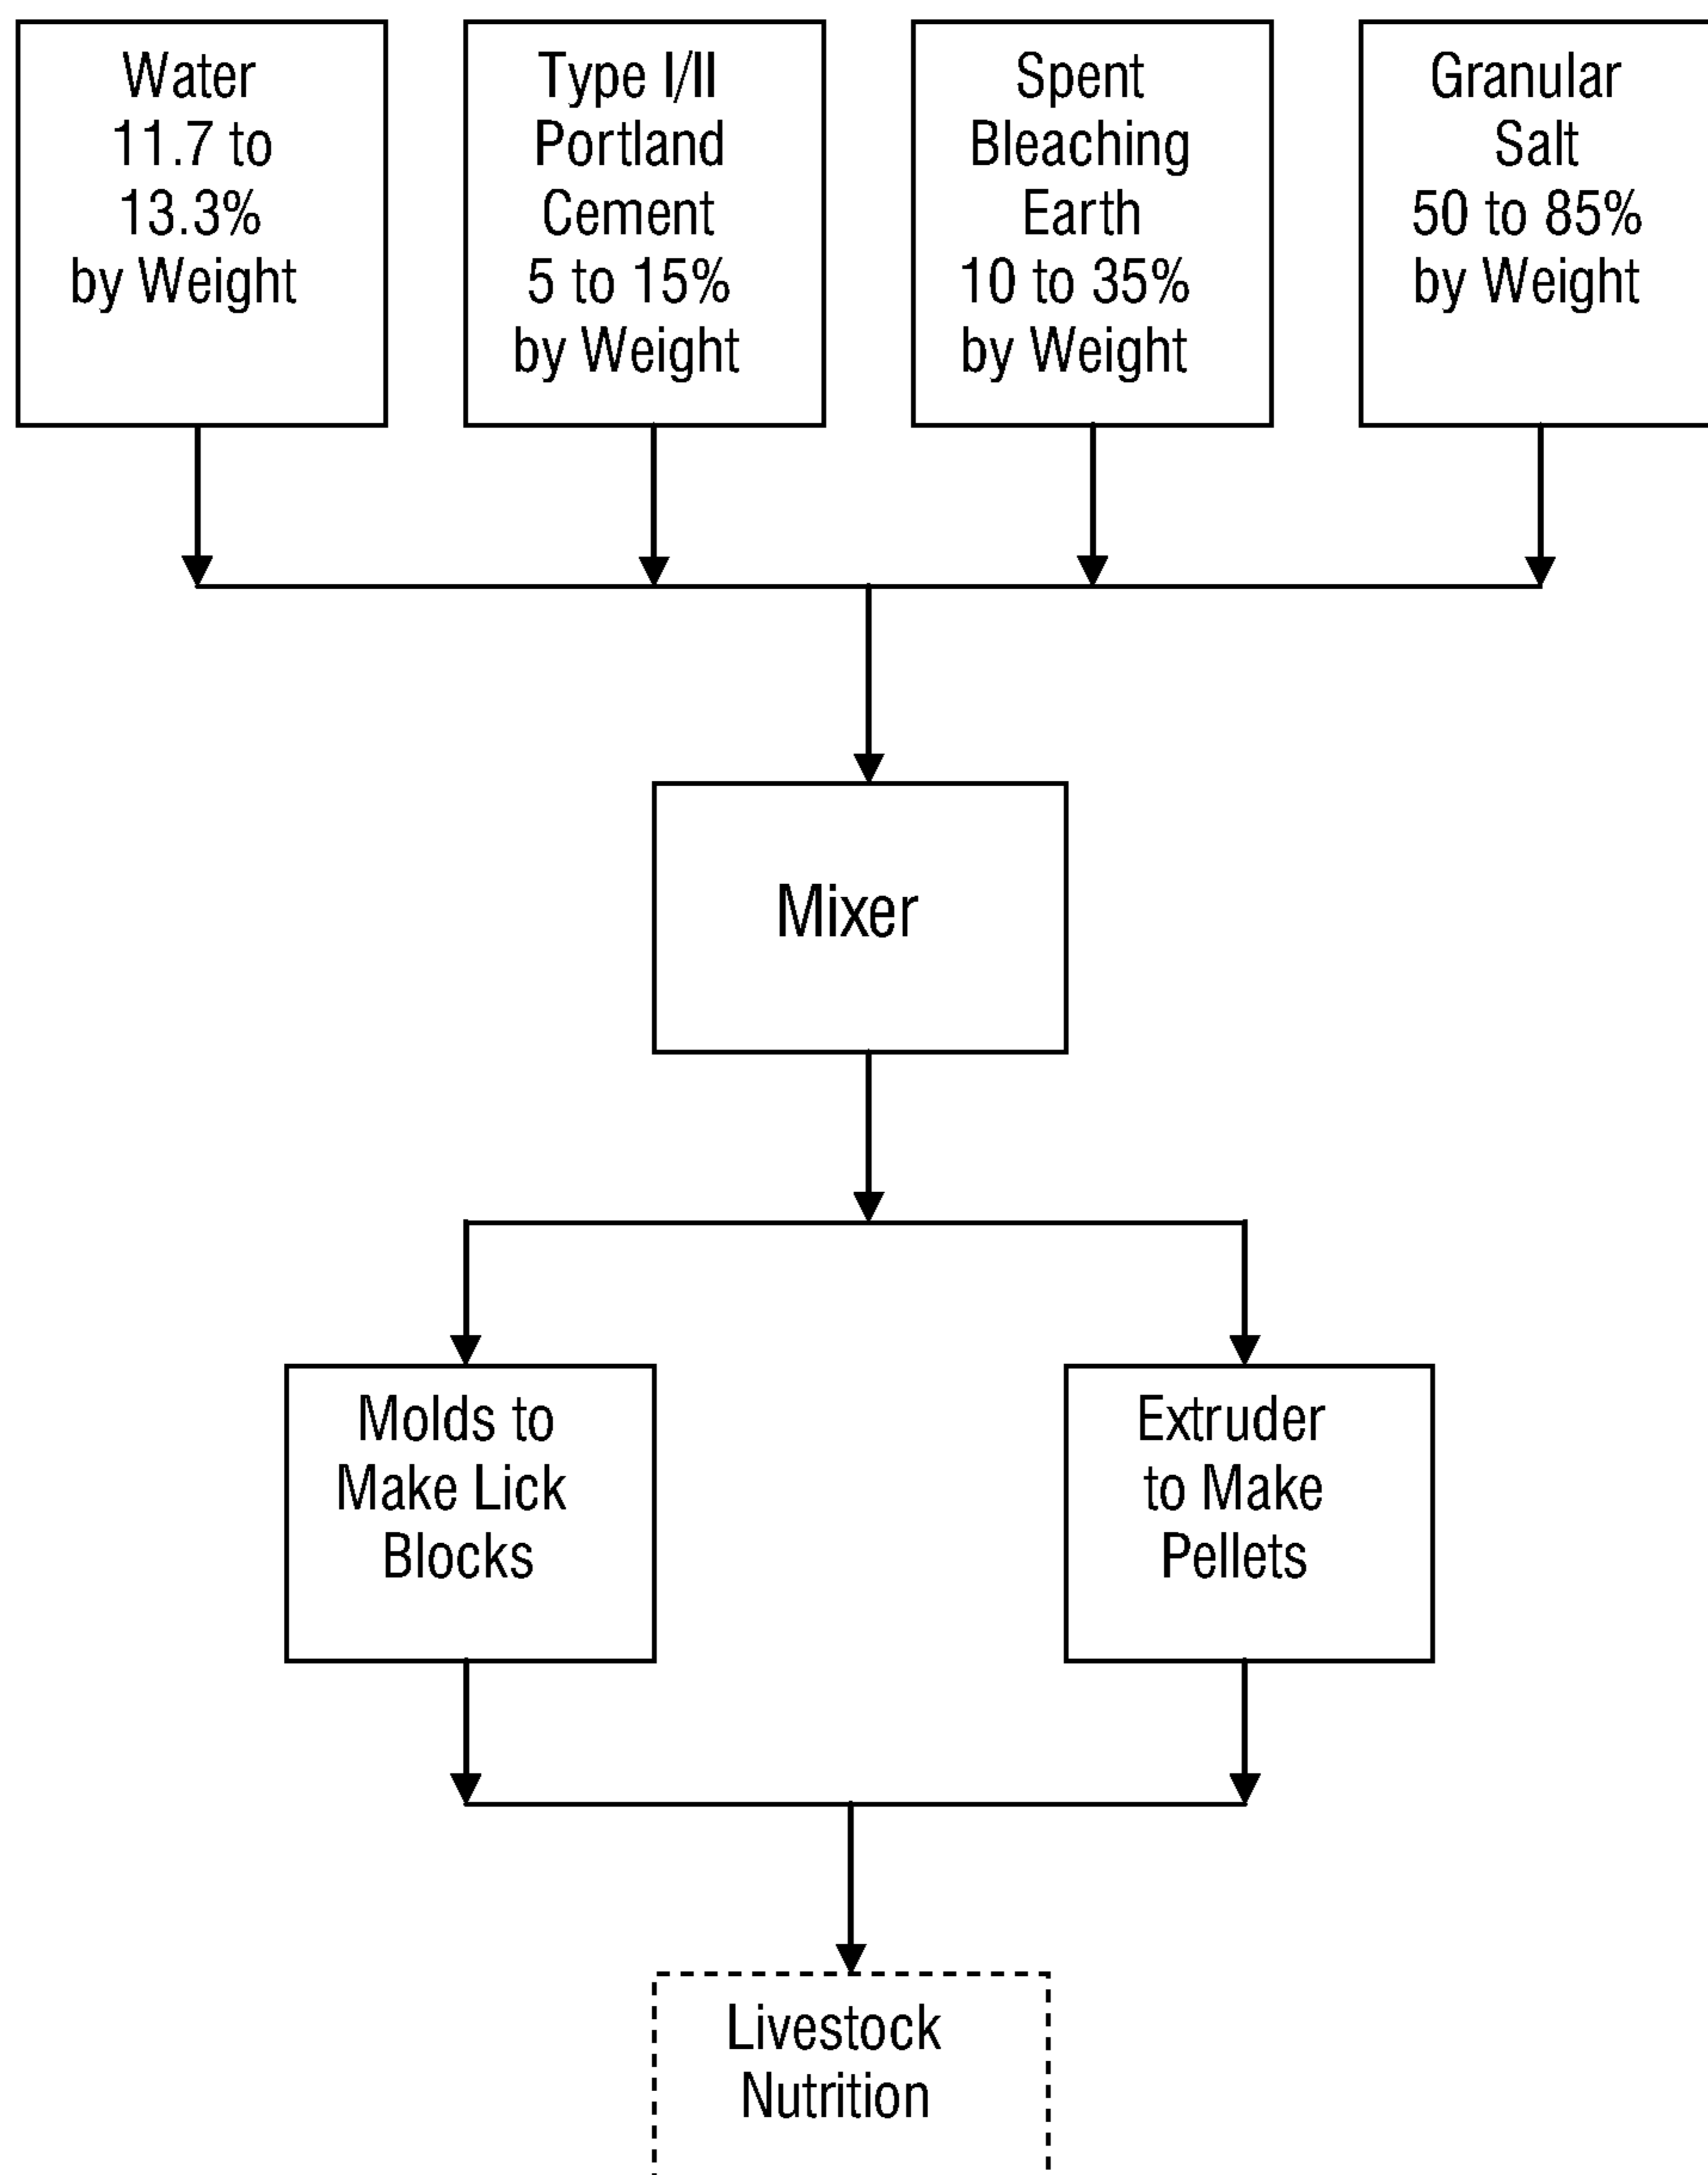 Water
11.7 to
13.3%
by Weight
Type I/II
Portland
Cement
5 to 15%
by Weight
Spent
Bleaching
Earth
10 to 35%
by Weight
Granular
Salt
50 to 85%
by Weight
Mixer
Molds to
Make Lick
Blocks
Extruder
to Make
Pellets
Livestock
Nutrition